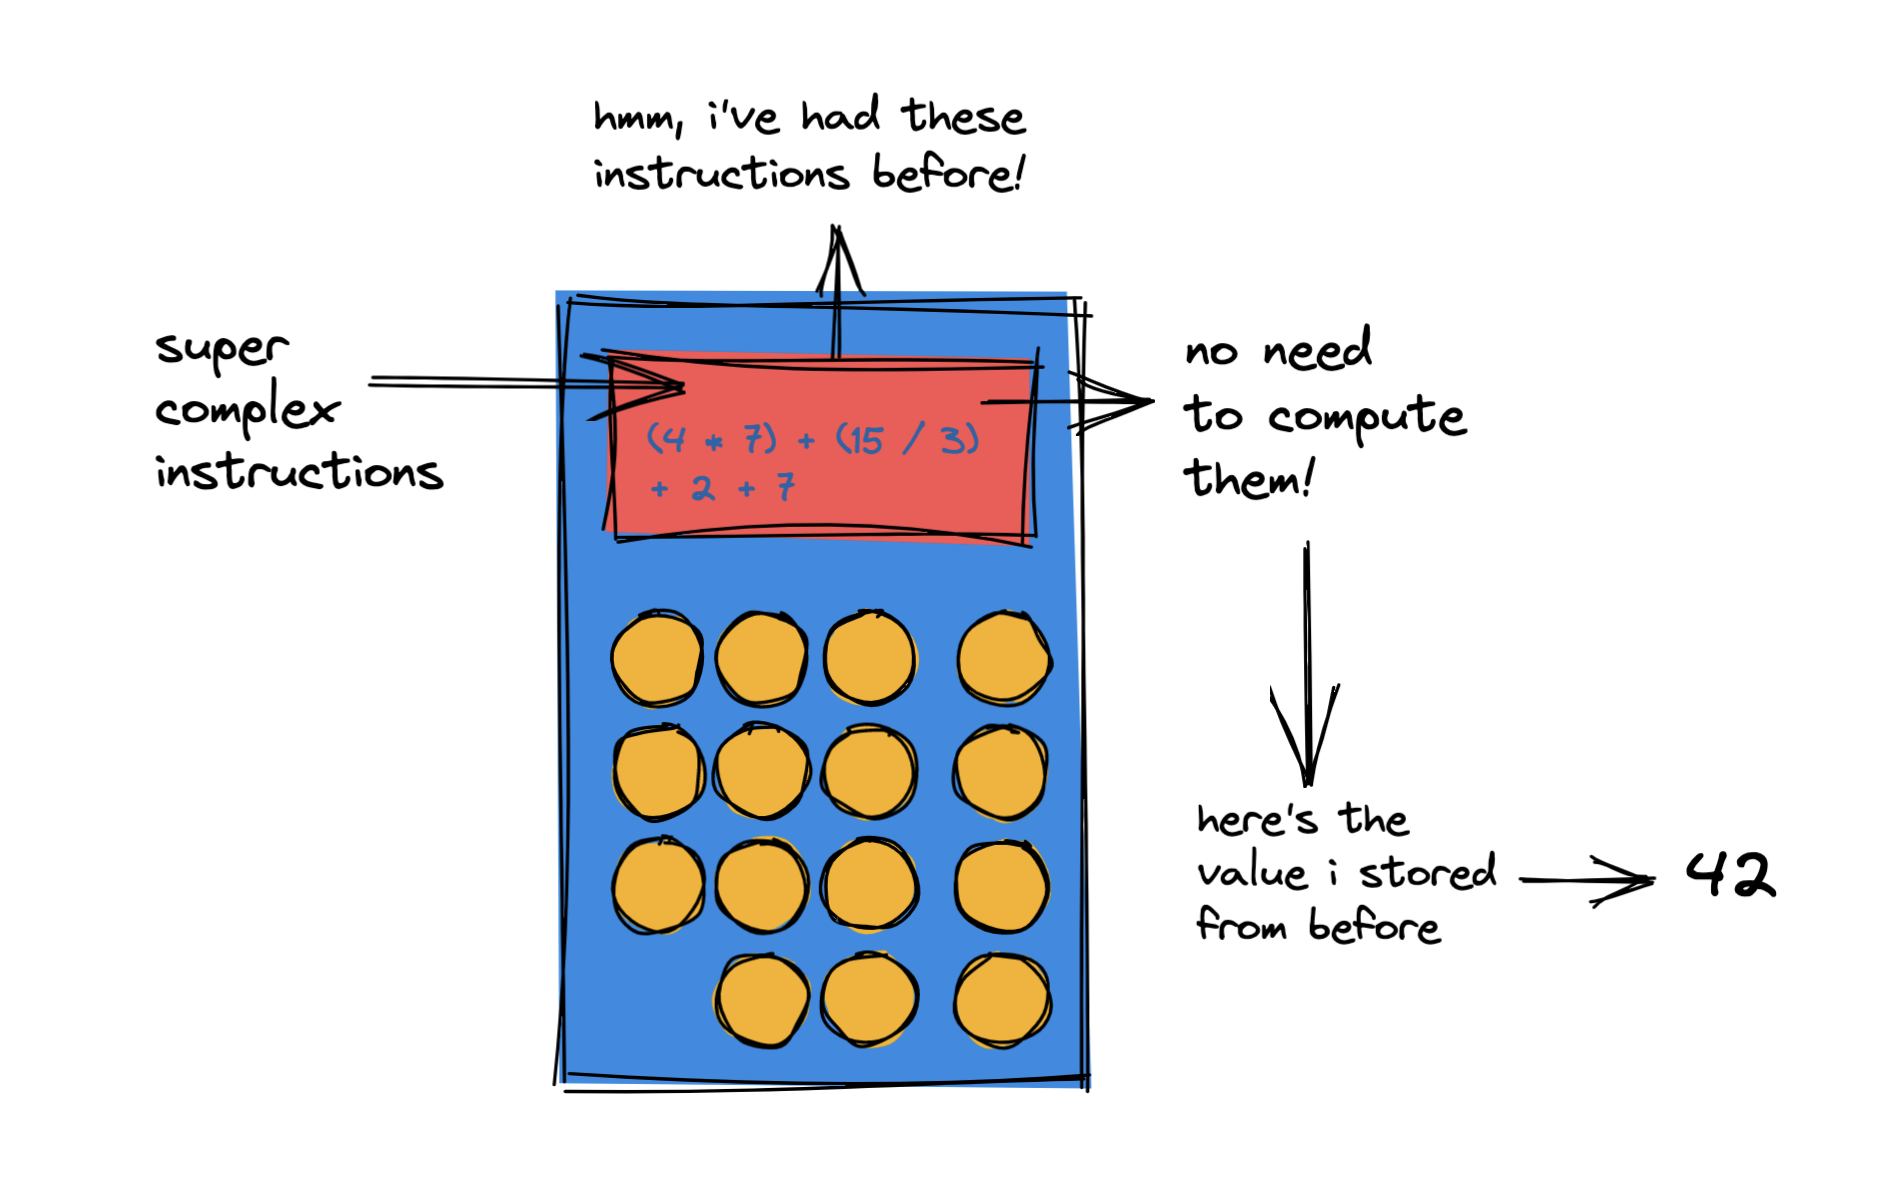 hmm, i've had these
instructions before!
super
complex
instructions
(4 * 7) + (15 / 3)
+ 2 + 7
no need
to compute
them!
here's the
value i stored
from before
42